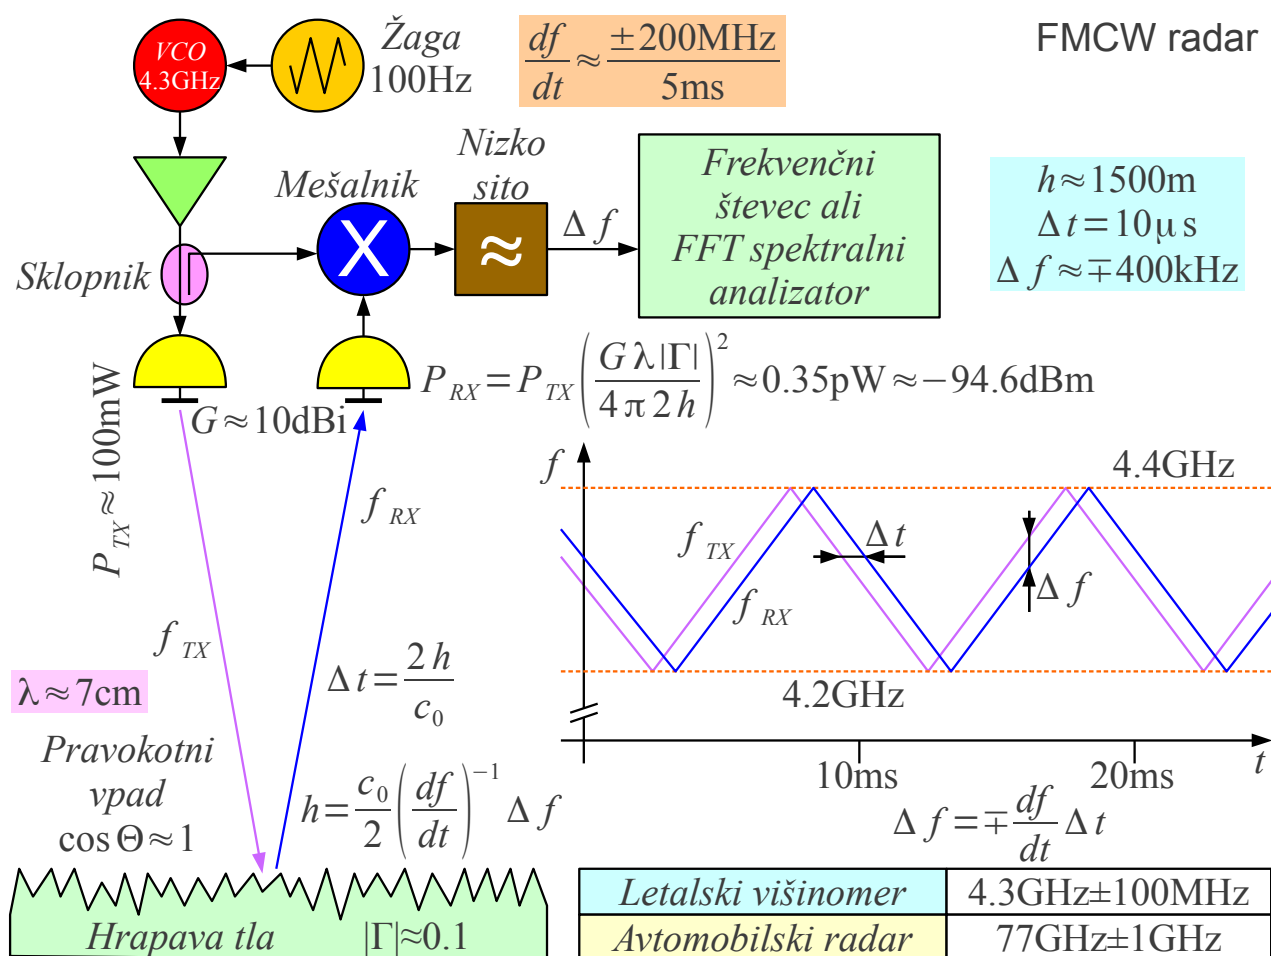 FMCW radar
VCO
4.3GHz
Žaga
100Hz
df/dt ≈ ±200MHz/5ms
Nizko
sito
Mešalnik
X
≈
Δf
Frekvenčni
števec ali
FFT spektralni
analizator
h≈1500m
Δt=10μs
Δf≈∓400kHz
Sklopnik
P_TX≈100mW
G≈10dBi
P_RX=P_TX(Gλ|Γ|/4π2h)²≈0.35pW≈−94.6dBm
f_TX
f_RX
Δt=2h/c₀
λ≈7cm
Pravokotni
vpad
cosΘ≈1
h=c₀/2(df/dt)⁻¹Δf
Hrapava tla |Γ|≈0.1
f
4.4GHz
f_TX
Δt
f_RX
Δf
4.2GHz
10ms
20ms
t
Δf=∓df/dt Δt
Letalski višinomer 4.3GHz±100MHz
Avtomobilski radar 77GHz±1GHz